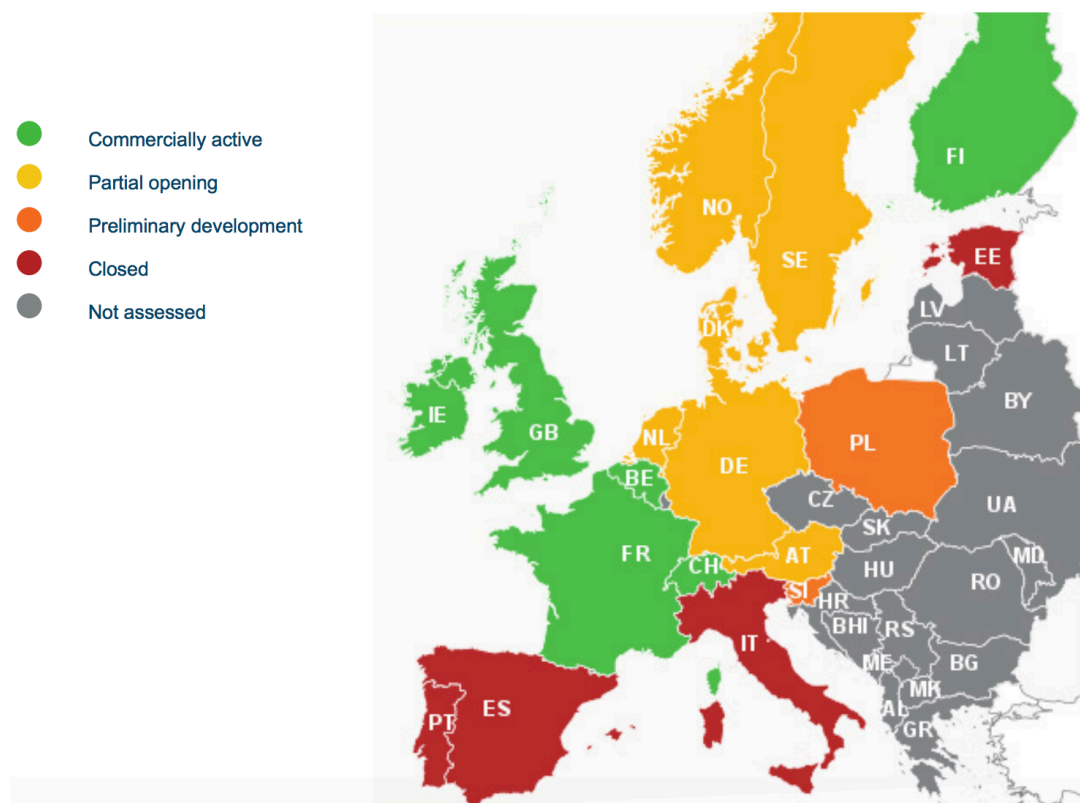 Commercially active
Partial opening
Preliminary development
Closed
Not assessed
FI
NO
SE
EE
LV
DK
LT
BY
IE
GB
NL
PL
DE
BE
CZ
UA
SK
FR
AT
MD
CH
HU
RO
SI
HR
BHI
RS
IT
ME
BG
MK
ES
AL
PT
GR